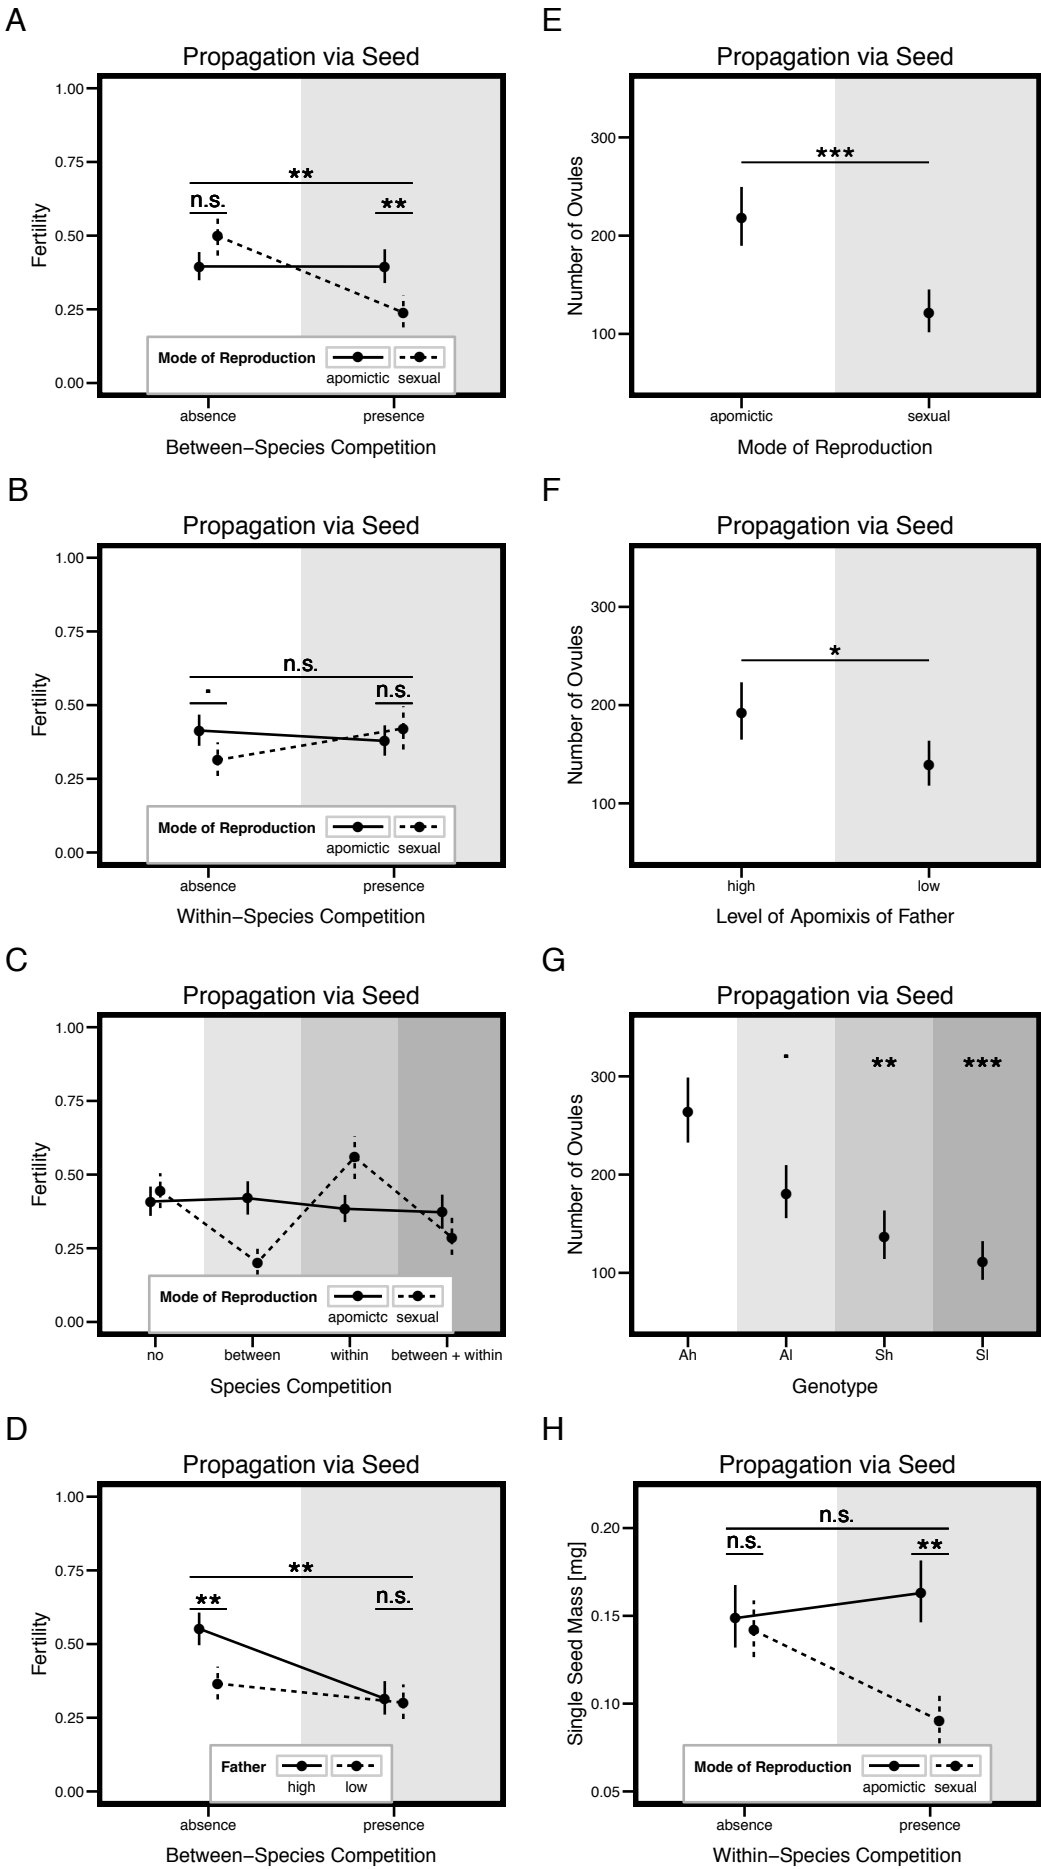 A
Propagation via Seed
1.00
0.75
0.50
0.25
0.00
Fertility
**
n.s.
**
Mode of Reproduction
apomictic sexual
absence presence
Between–Species Competition
B
Propagation via Seed
1.00
0.75
0.50
0.25
0.00
Fertility
n.s.
.
n.s.
Mode of Reproduction
apomictic sexual
absence presence
Within–Species Competition
C
Propagation via Seed
1.00
0.75
0.50
0.25
0.00
Fertility
Mode of Reproduction
apomictc sexual
no between within between + within
Species Competition
D
Propagation via Seed
1.00
0.75
0.50
0.25
0.00
Fertility
**
**
n.s.
Father
high low
absence presence
Between–Species Competition
E
Propagation via Seed
300
200
100
Number of Ovules
***
apomictic sexual
Mode of Reproduction
F
Propagation via Seed
300
200
100
Number of Ovules
*
high low
Level of Apomixis of Father
G
Propagation via Seed
300
200
100
Number of Ovules
. ** ***
Ah Al Sh Sl
Genotype
H
Propagation via Seed
0.20
0.15
0.10
0.05
Single Seed Mass [mg]
n.s.
n.s.
**
Mode of Reproduction
apomictic sexual
absence presence
Within–Species Competition